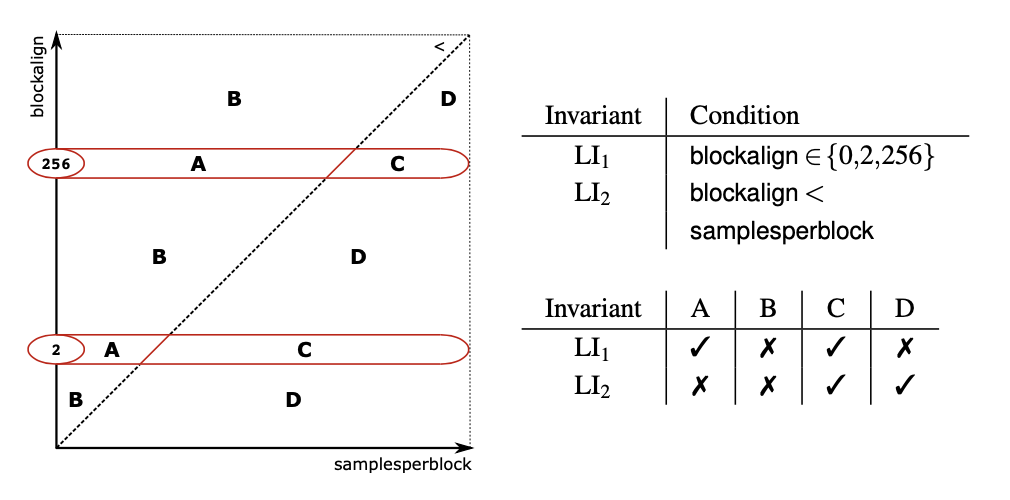 blockalign
<
B
D
256
A
C
B
D
2
A
C
B
D
samplesperblock
Invariant Condition
LI₁ blockalign ∈ {0,2,256}
LI₂ blockalign <
samplesperblock
Invariant A B C D
LI₁ ✓ ✗ ✓ ✗
LI₂ ✗ ✗ ✓ ✓